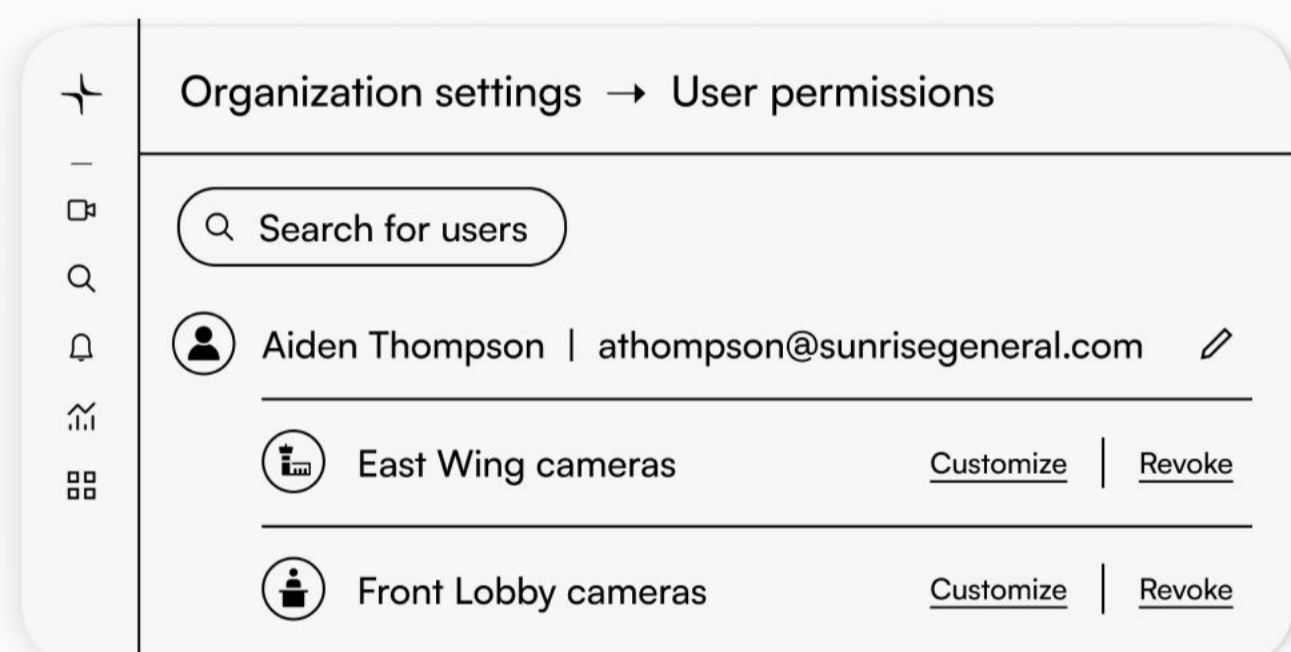 Organization settings → User permissions
Search for users
Aiden Thompson | athompson@sunrisegeneral.com
East Wing cameras Customize | Revoke
Front Lobby cameras Customize | Revoke